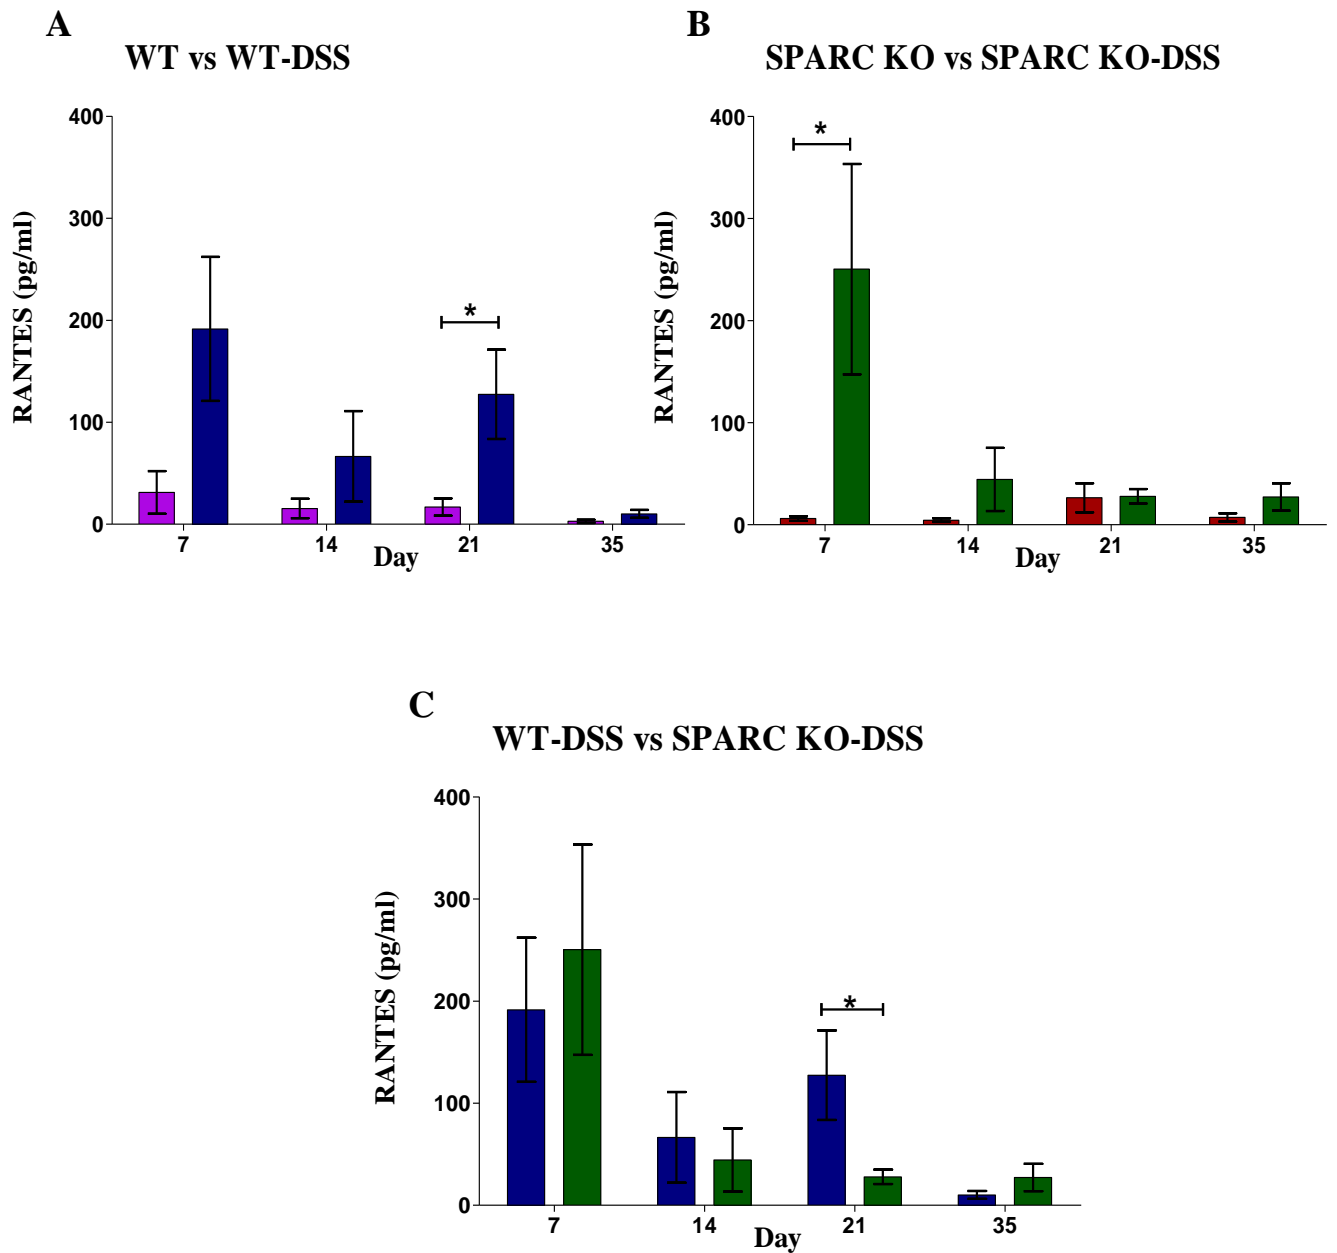 A
WT vs WT-DSS
RANTES (pg/ml)
400
300
200
100
0
*
7 14 21 35
Day
B
SPARC KO vs SPARC KO-DSS
RANTES (pg/ml)
400
300
200
100
0
*
7 14 21 35
Day
C
WT-DSS vs SPARC KO-DSS
RANTES (pg/ml)
400
300
200
100
0
*
7 14 21 35
Day